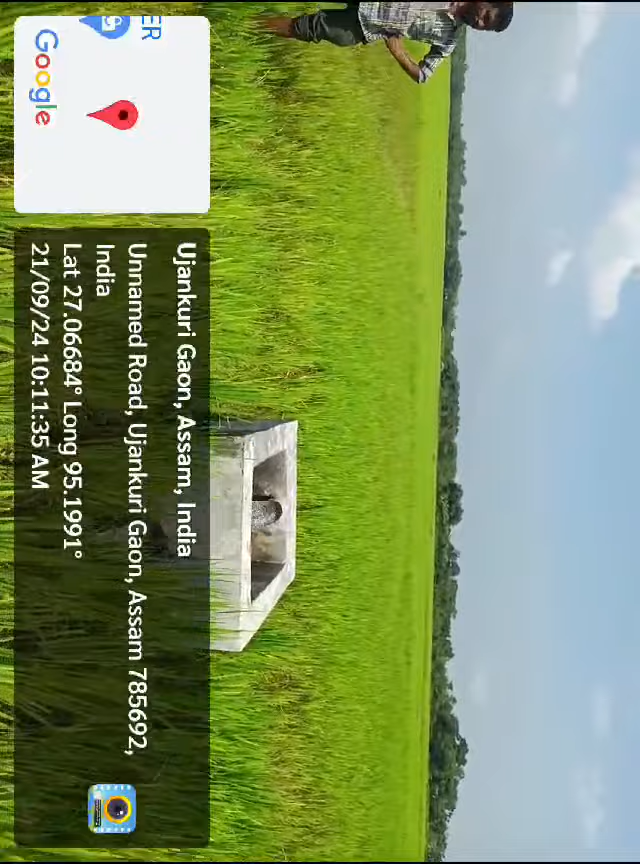 ER
Google
Ujankuri Gaon, Assam, India
Unnamed Road, Ujankuri Gaon, Assam 785692,
India
Lat 27.06684° Long 95.1991°
21/09/24 10:11:35 AM